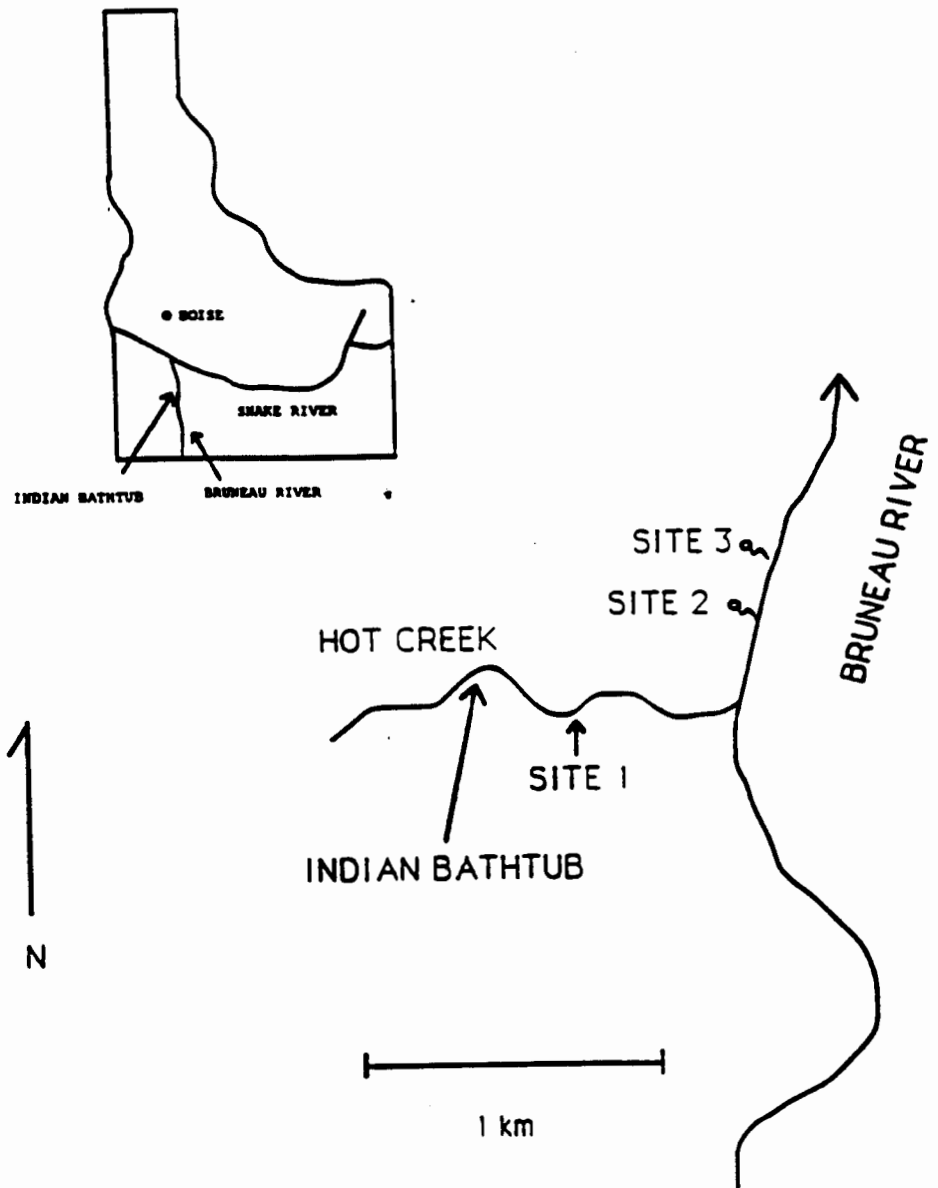 BOISE
SNAKE RIVER
INDIAN BATHTUB
BRUNEAU RIVER
SITE 3
SITE 2
BRUNEAU RIVER
HOT CREEK
SITE 1
INDIAN BATHTUB
N
1 km